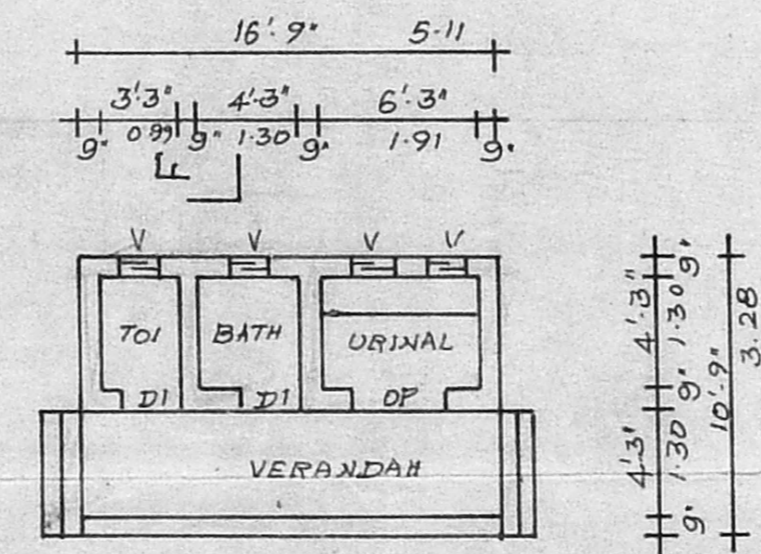 16'-9" 5-11
3'-3" 4'-3" 6'-3"
9" 0.99 9" 1.30 9" 1.91 9"
V V V V
TOI BATH URINAL
D1 D1 OP
VERANDAH
4'-3" 1.30 9"
9"
10'-9" 3.28
4'-3" 1.30
9"